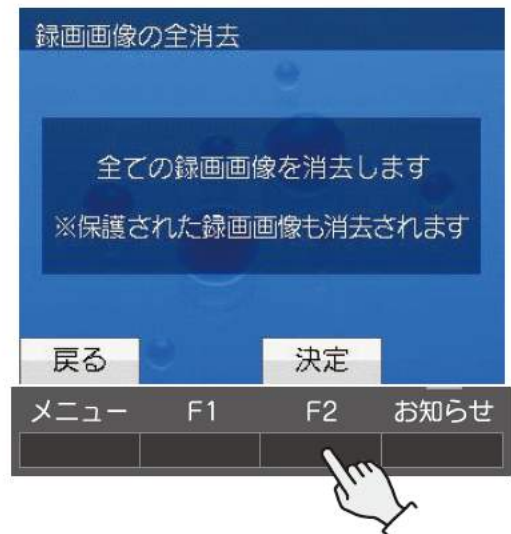 録画画像の全消去
全ての録画画像を消去します
※保護された録画画像も消去されます
戻る 決定
メニュー F1 F2 お知らせ